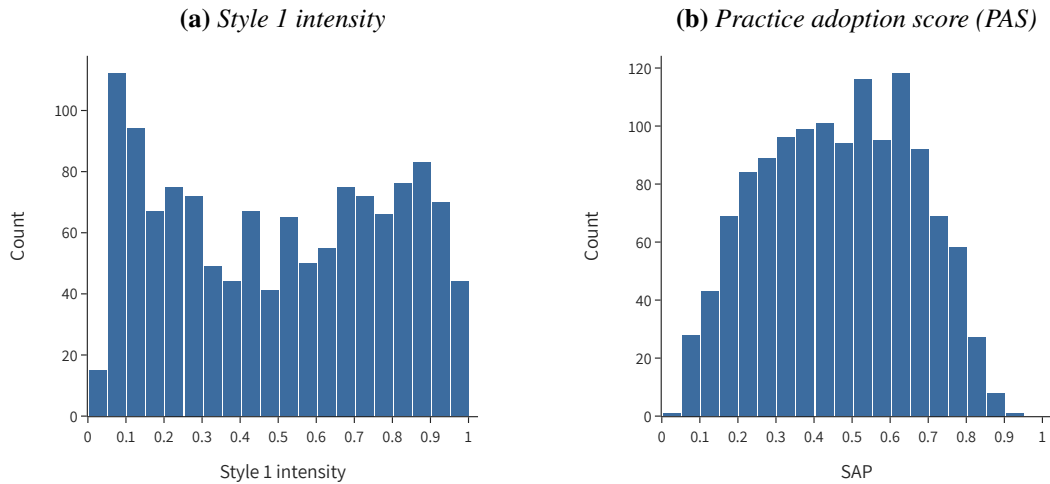 (a) Style 1 intensity
Count
100
80
60
40
20
0
0 0.1 0.2 0.3 0.4 0.5 0.6 0.7 0.8 0.9 1
Style 1 intensity
(b) Practice adoption score (PAS)
Count
120
100
80
60
40
20
0
0 0.1 0.2 0.3 0.4 0.5 0.6 0.7 0.8 0.9 1
SAP